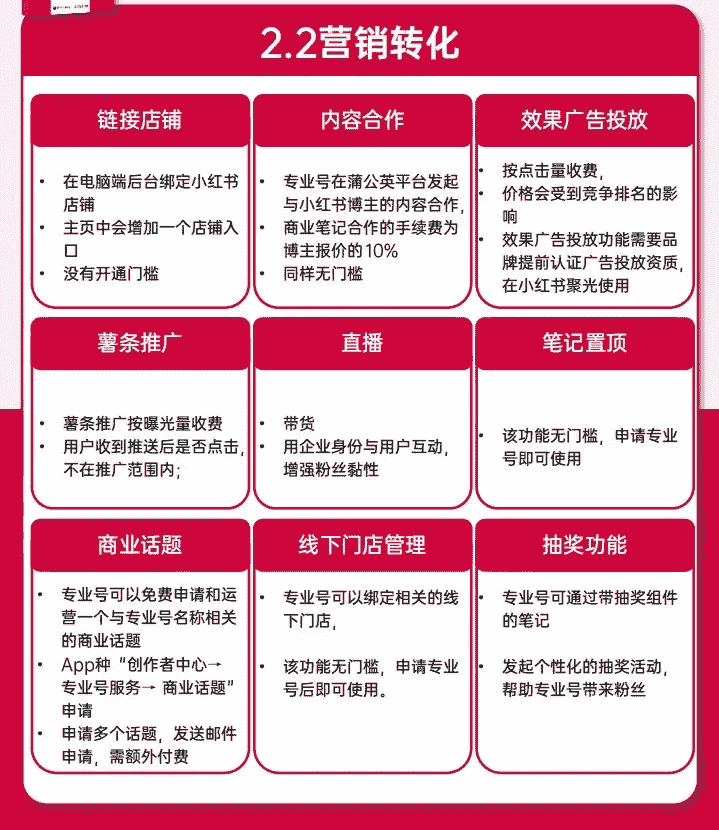 2.2营销转化
链接店铺
• 在电脑端后台绑定小红书
店铺
• 主页中会增加一个店铺入
口
• 没有开通门槛
内容合作
• 专业号在蒲公英平台发起
与小红书博主的内容合作,
• 商业笔记合作的手续费为
博主报价的10%
• 同样无门槛
效果广告投放
• 按点击量收费,
• 价格会受到竞争排名的影
响
• 效果广告投放功能需要品
牌提前认证广告投放资质,
在小红书聚光使用
薯条推广
• 薯条推广按曝光量收费
• 用户收到推送后是否点击,
不在推广范围内;
直播
• 带货
• 用企业身份与用户互动,
增强粉丝黏性
笔记置顶
• 该功能无门槛，申请专业
号即可使用
商业话题
• 专业号可以免费申请和运
营一个与专业号名称相关
的商业话题
• App种“创作者中心→
专业号服务→ 商业话题”
申请
• 申请多个话题，发送邮件
申请，需额外付费
线下门店管理
• 专业号可以绑定相关的线
下门店,
• 该功能无门槛，申请专业
号后即可使用。
抽奖功能
• 专业号可通过带抽奖组件
的笔记
• 发起个性化的抽奖活动,
帮助专业号带来粉丝